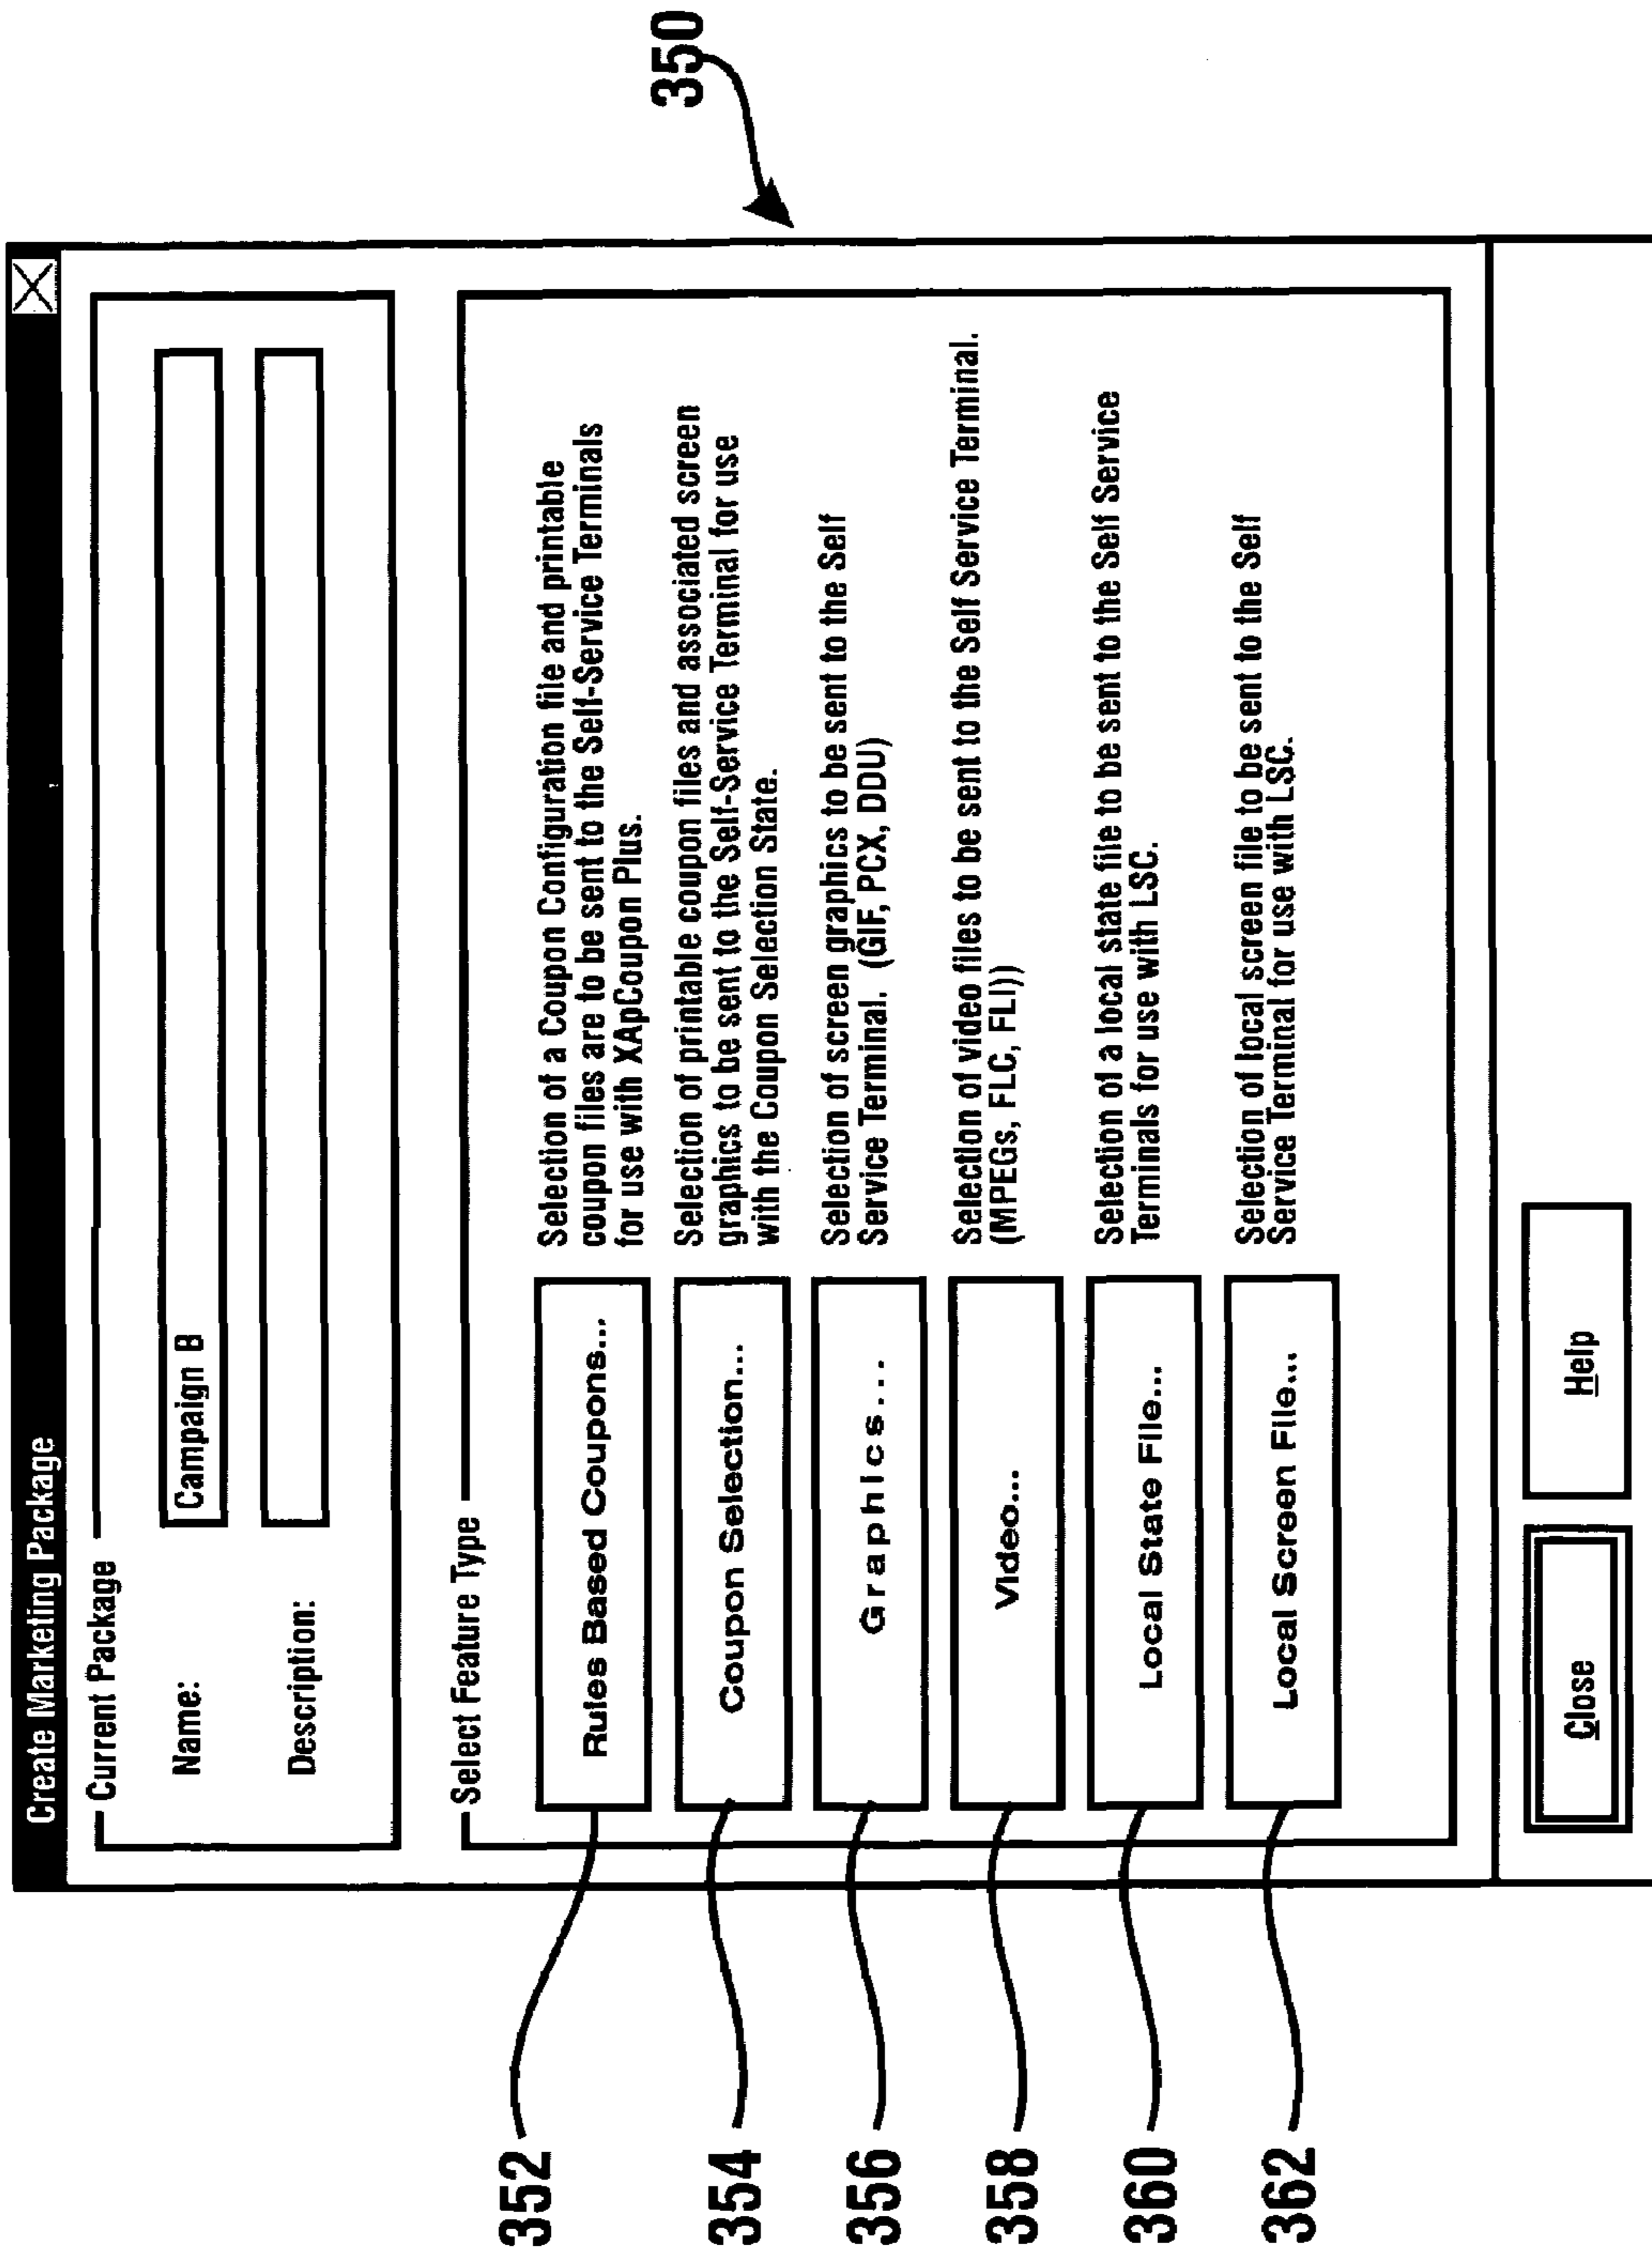 Create Marketing Package
Current Package
Name:
Campaign B
Description:
Select Feature Type
352
Rules Based Coupons...
Selection of a Coupon Configuration file and printable
coupon files are to be sent to the Self-Service Terminals
for use with XApCoupon Plus.
354
Coupon Selection...
Selection of printable coupon files and associated screen
graphics to be sent to the Self-Service Terminal for use
with the Coupon Selection State.
356
Graphics...
Selection of screen graphics to be sent to the Self
Service Terminal. (GIF, PCX, DDU)
358
Video...
Selection of video files to be sent to the Self Service Terminal.
(MPEGs, FLC, FLI))
360
Local State File...
Selection of a local state file to be sent to the Self Service
Terminals for use with LSC.
362
Local Screen File...
Selection of local screen file to be sent to the Self
Service Terminal for use with LSC.
Close
Help
350